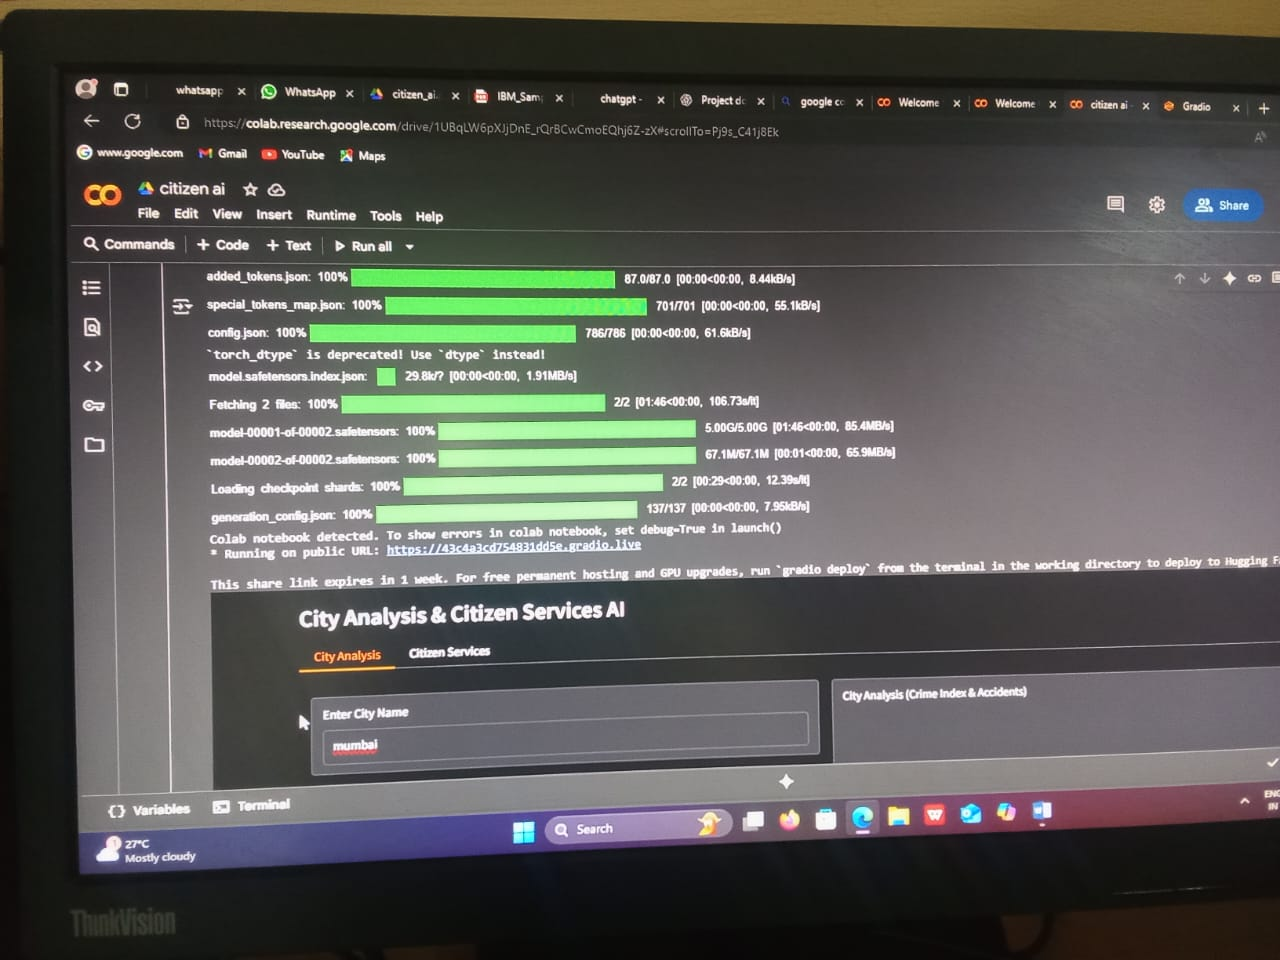 whatsapp
WhatsApp
citizen_ai.
IBM_Sam
chatgpt -
Project do
google co
Welcome
Welcome
citizen ai -
Gradio
https://colab.research.google.com/drive/1UBqLW6pXJjDnE_rQrBCwCmoEQhj6Z-zX#scrollTo=Pj9s_C41j8Ek
www.google.com Gmail YouTube Maps
citizen ai
File Edit View Insert Runtime Tools Help
Share
Commands + Code + Text Run all
added_tokens.json: 100% 87.0/87.0 [00:00<00:00, 8.44kB/s]
special_tokens_map.json: 100% 701/701 [00:00<00:00, 55.1kB/s]
config.json: 100% 786/786 [00:00<00:00, 61.6kB/s]
`torch_dtype` is deprecated! Use `dtype` instead!
model.safetensors.index.json: 29.8k/? [00:00<00:00, 1.91MB/s]
Fetching 2 files: 100% 2/2 [01:46<00:00, 106.73s/it]
model-00001-of-00002.safetensors: 100% 5.00G/5.00G [01:46<00:00, 85.4MB/s]
model-00002-of-00002.safetensors: 100% 67.1M/67.1M [00:01<00:00, 65.9MB/s]
Loading checkpoint shards: 100% 2/2 [00:29<00:00, 12.39s/it]
generation_config.json: 100% 137/137 [00:00<00:00, 7.95kB/s]
Colab notebook detected. To show errors in colab notebook, set debug=True in launch()
* Running on public URL: https://43c4a3cd754831dd5e.gradio.live
This share link expires in 1 week. For free permanent hosting and GPU upgrades, run `gradio deploy` from the terminal in the working directory to deploy to Hugging F
City Analysis & Citizen Services AI
City Analysis Citizen Services
Enter City Name
mumbai
City Analysis (Crime Index & Accidents)
{} Variables Terminal
27°C
Mostly cloudy
Search
ENG
IN
ThinkVision